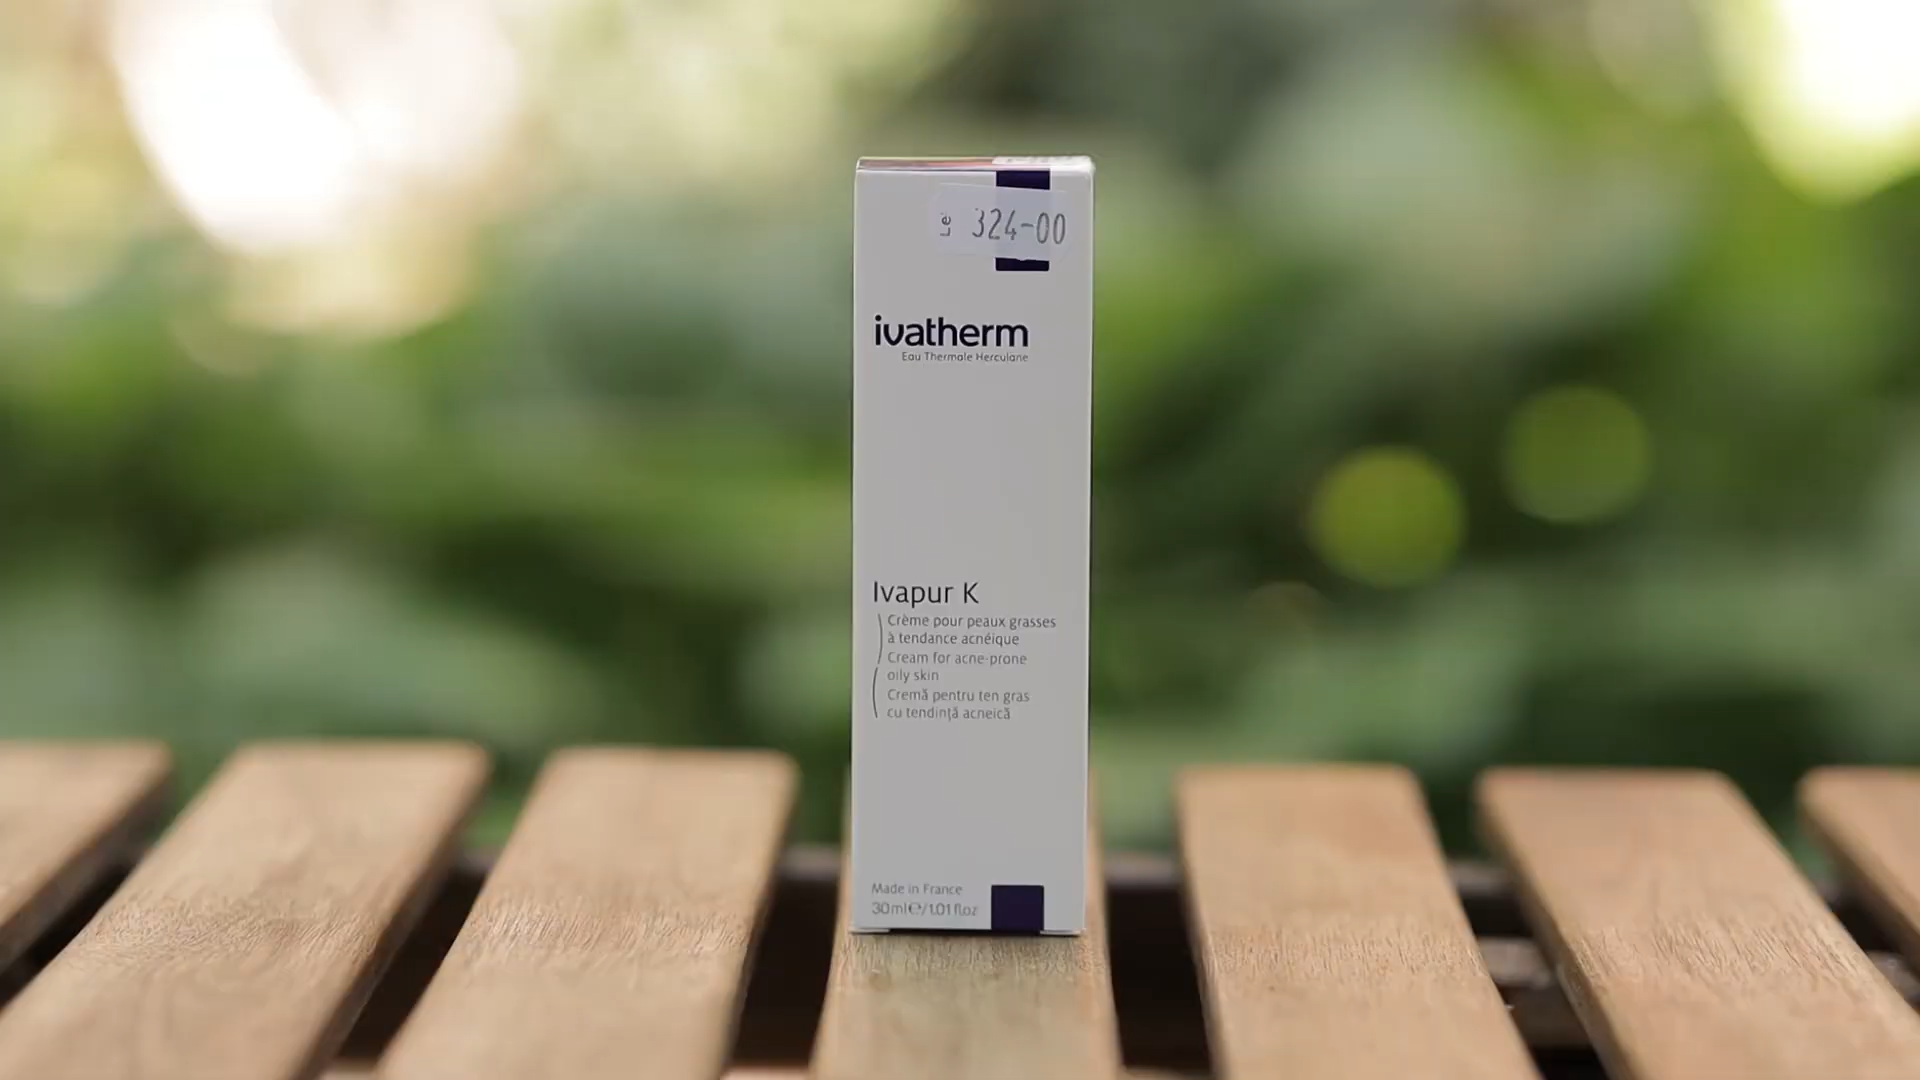 Le 324-00
ivatherm
Eau Thermale Herculane
Ivapur K
Crème pour peaux grasses
à tendance acnéique
Cream for acne-prone
oily skin
Cremă pentru ten gras
cu tendinţă acneică
Made in France
30ml℮/1.01 fl.oz